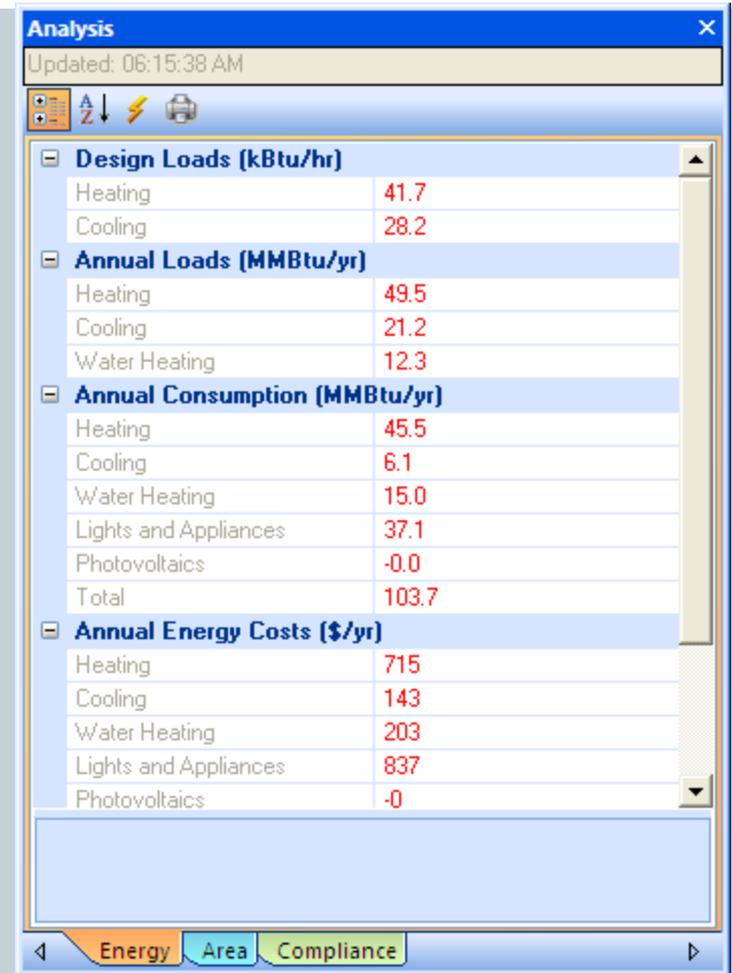 Analysis
Updated: 06:15:38 AM
A
Z
Design Loads (kBtu/hr)
Heating 41.7
Cooling 28.2
Annual Loads (MMBtu/yr)
Heating 49.5
Cooling 21.2
Water Heating 12.3
Annual Consumption (MMBtu/yr)
Heating 45.5
Cooling 6.1
Water Heating 15.0
Lights and Appliances 37.1
Photovoltaics -0.0
Total 103.7
Annual Energy Costs ($/yr)
Heating 715
Cooling 143
Water Heating 203
Lights and Appliances 837
Photovoltaics -0
Energy Area Compliance